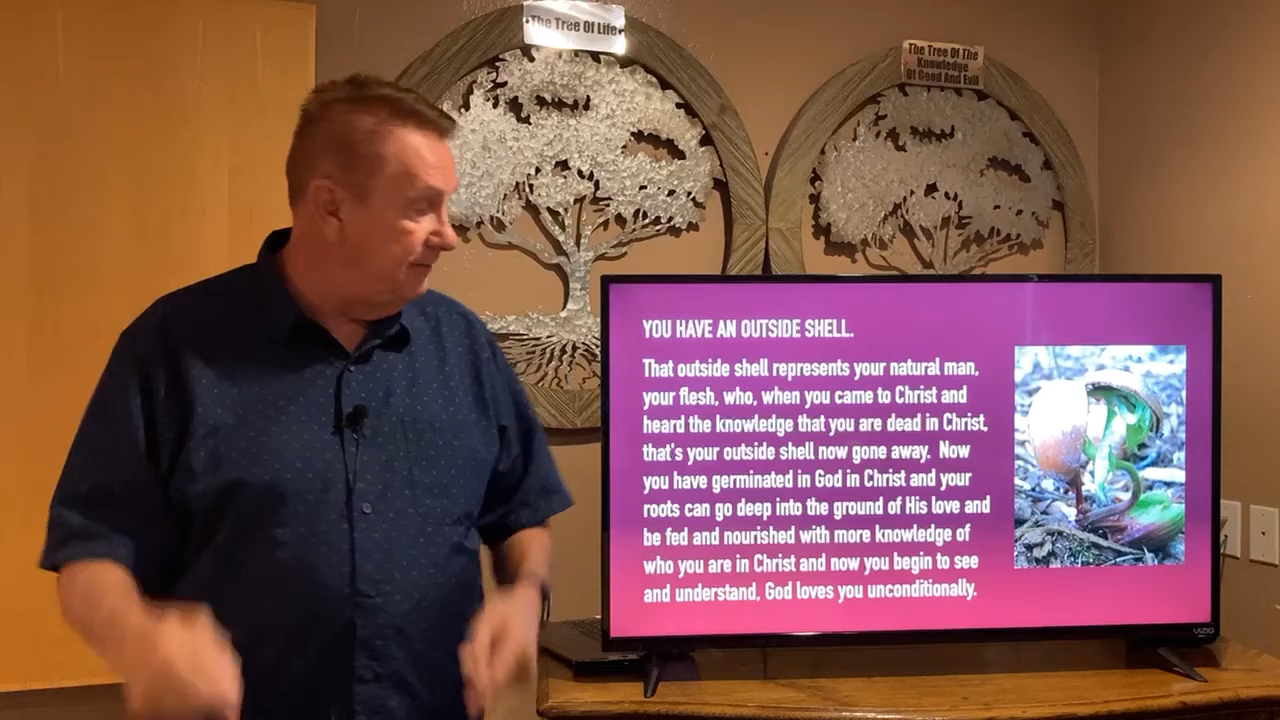 The Tree Of Life
The Tree Of The
Knowledge
Of Good And Evil
YOU HAVE AN OUTSIDE SHELL.
That outside shell represents your natural man,
your flesh, who, when you came to Christ and
heard the knowledge that you are dead in Christ,
that's your outside shell now gone away. Now
you have germinated in God in Christ and your
roots can go deep into the ground of His love and
be fed and nourished with more knowledge of
who you are in Christ and now you begin to see
and understand, God loves you unconditionally.
VIZIO